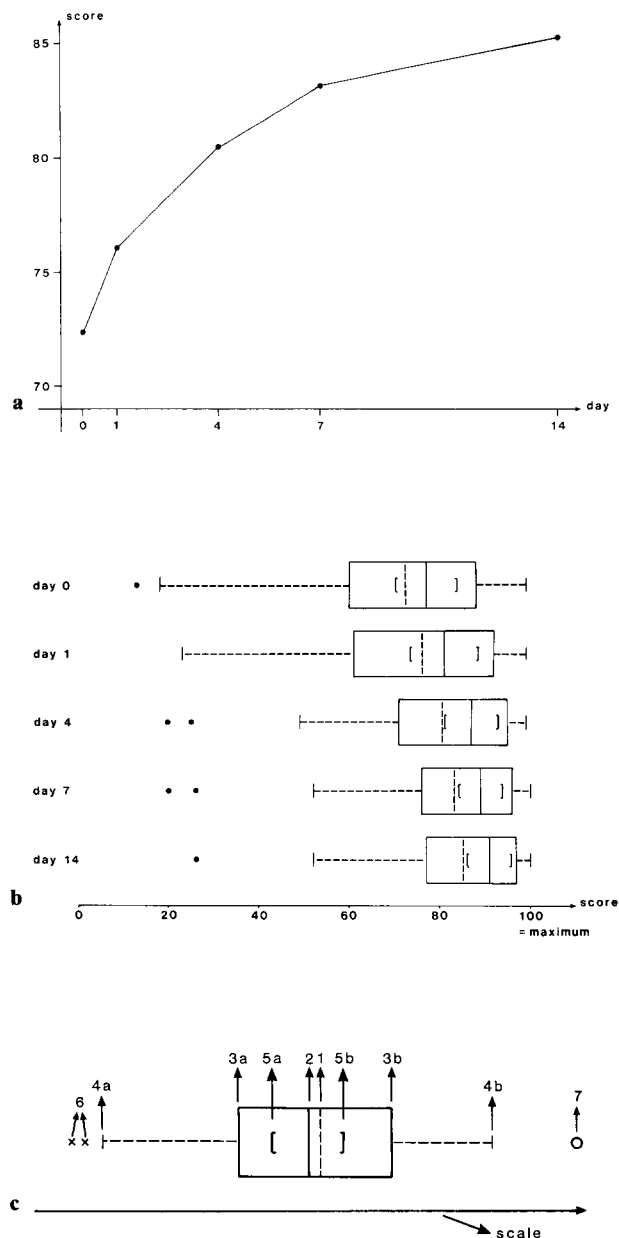 score
85
80
75
70
a
day
0 1 4 7 14
day 0
day 1
day 4
day 7
day 14
b
0 20 40 60 80 100
score
= maximum
3a 5a 2 1 5b 3b
6 4a 4b 7
c
scale